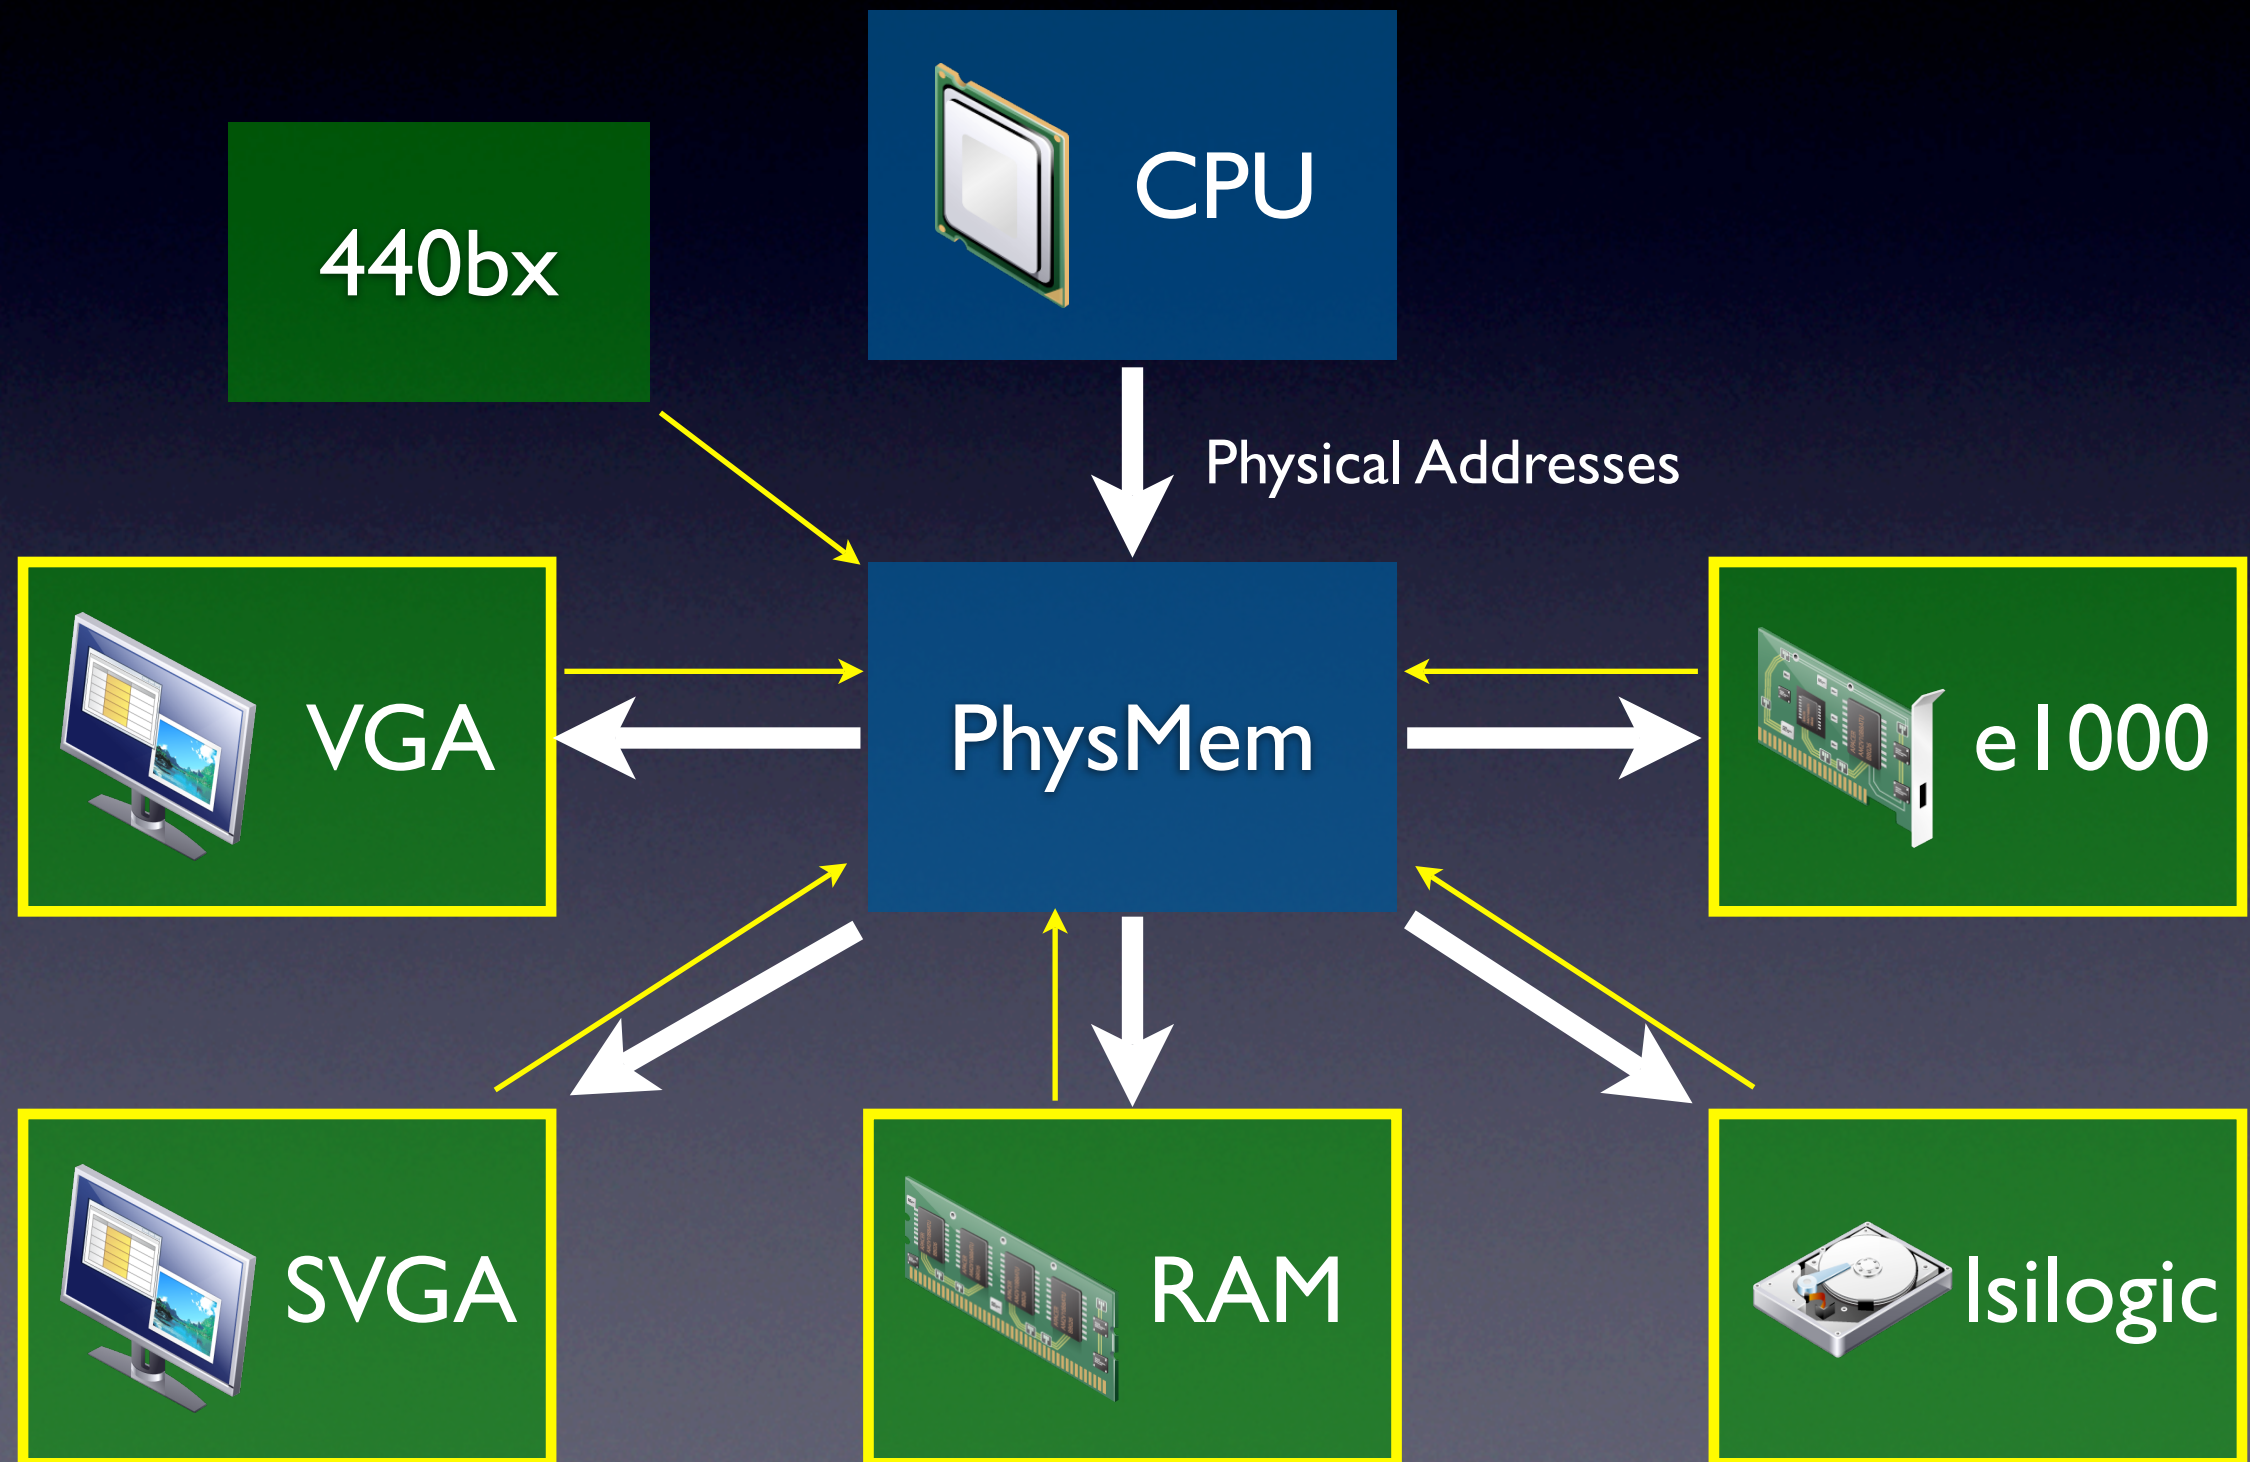 CPU
440bx
Physical Addresses
VGA
PhysMem
e1000
SVGA
RAM
lsilogic